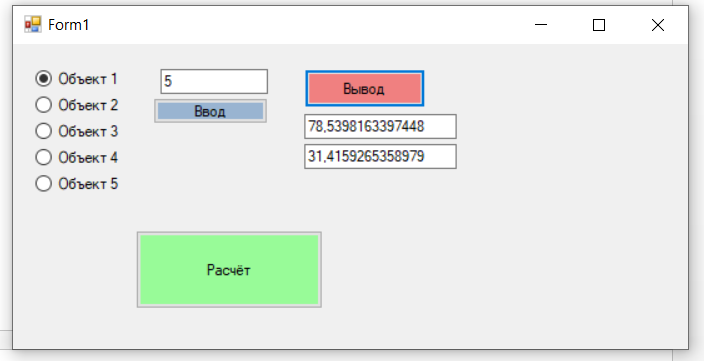 Form1
Объект 1
Объект 2
Объект 3
Объект 4
Объект 5
5
Ввод
Вывод
78,5398163397448
31,4159265358979
Расчёт